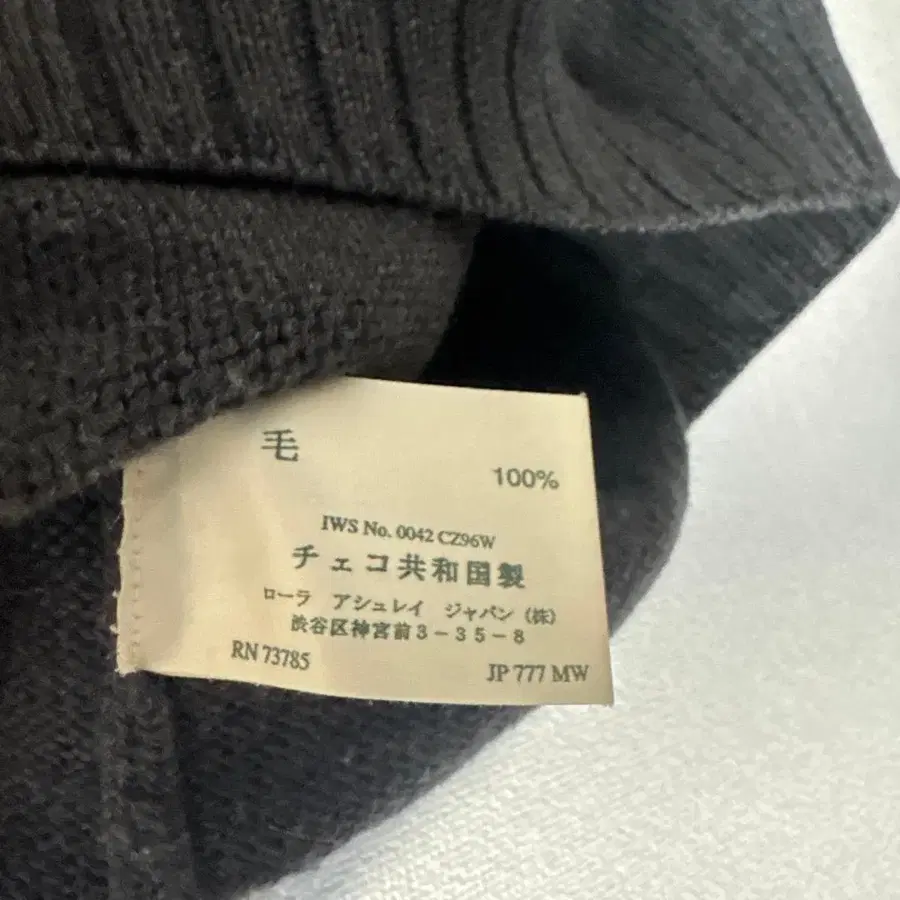 毛
100%
IWS No. 0042 CZ96W
チェコ共和国製
ローラ アシュレイ ジャパン(株)
渋谷区神宮前3-35-8
RN 73785 JP 777 MW